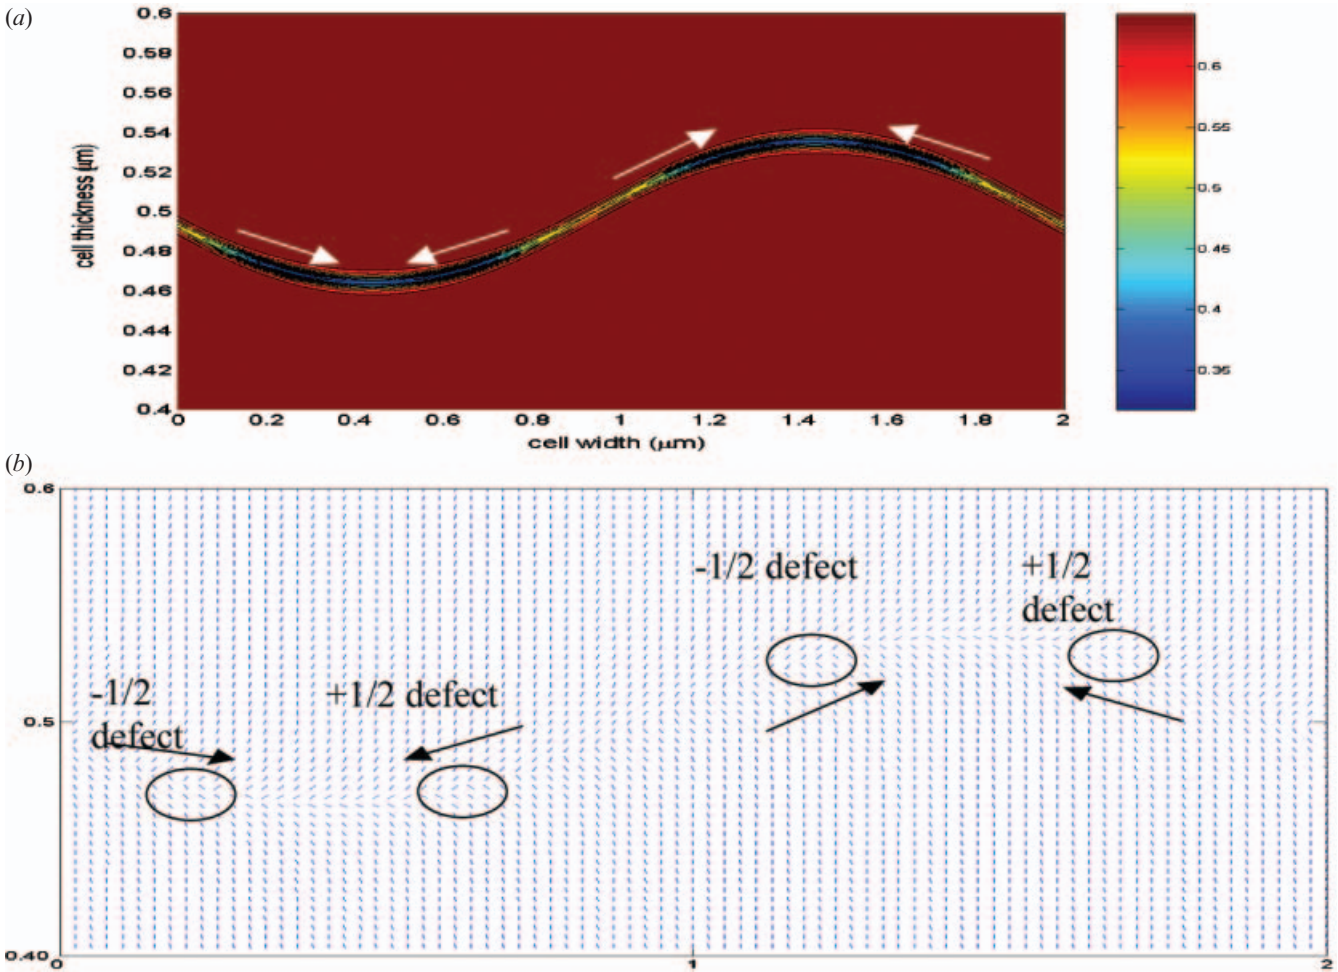 (a)
0.6
0.58
0.56
0.54
0.52
0.5
0.48
0.46
0.44
0.42
0.4
cell thickness (μm)
0 0.2 0.4 0.6 0.8 1 1.2 1.4 1.6 1.8 2
cell width (μm)
0.6
0.55
0.5
0.45
0.4
0.35
(b)
0.6
0.5
0.40
0 1 2
-1/2 defect
+1/2
defect
-1/2
defect
+1/2 defect